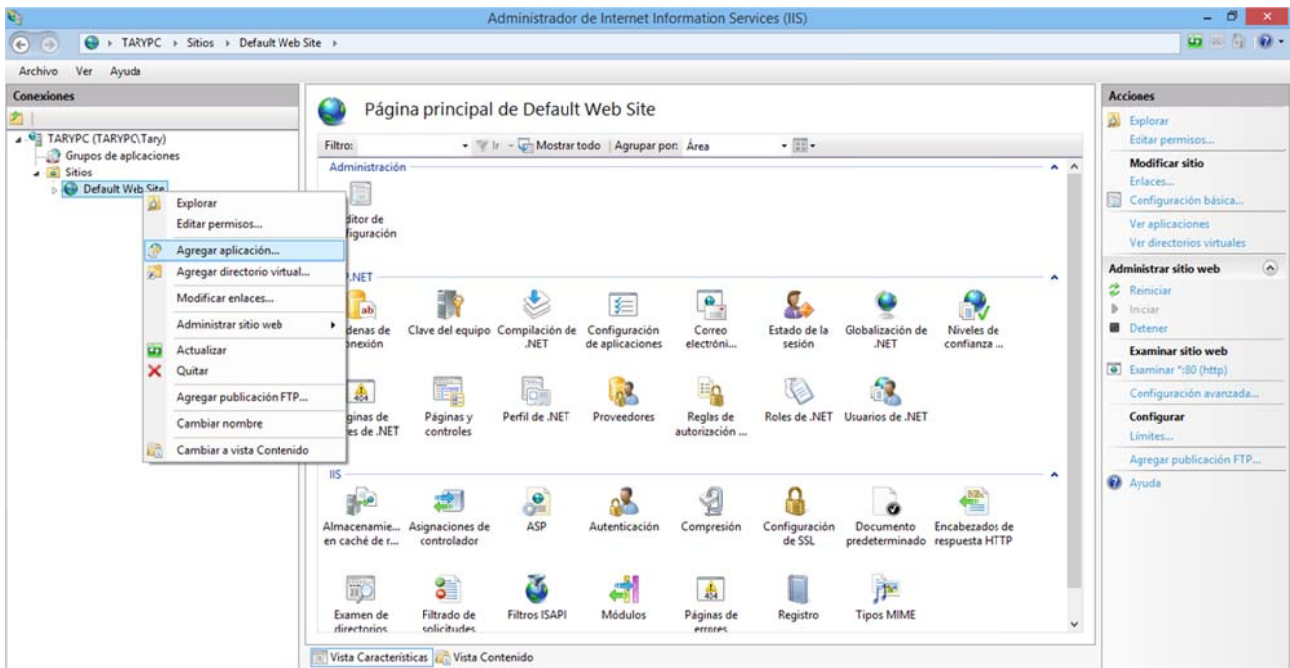 Administrador de Internet Information Services (IIS)
TARYPC Sitios Default Web Site
Archivo Ver Ayuda
Conexiones
TARYPC (TARYPC\Tary)
Grupos de aplicaciones
Sitios
Default Web Site
Explorar
Editar permisos...
Agregar aplicación...
Agregar directorio virtual...
Modificar enlaces...
Administrar sitio web
Actualizar
Quitar
Agregar publicación FTP...
Cambiar nombre
Cambiar a vista Contenido
Página principal de Default Web Site
Filtro: Ir Mostrar todo Agrupar por: Área
Administración
ditor de
figuración
.NET
denas de
nexión
Clave del equipo
Compilación de
.NET
Configuración
de aplicaciones
Correo
electróni...
Estado de la
sesión
Globalización de
.NET
Niveles de
confianza ...
ginas de
es de .NET
Páginas y
controles
Perfil de .NET
Proveedores
Reglas de
autorización ...
Roles de .NET
Usuarios de .NET
IIS
Almacenamie...
en caché de r...
Asignaciones de
controlador
ASP
Autenticación
Compresión
Configuración
de SSL
Documento
predeterminado
Encabezados de
respuesta HTTP
Examen de
directorios
Filtrado de
solicitudes
Filtros ISAPI
Módulos
Páginas de
errores
Registro
Tipos MIME
Vista Características Vista Contenido
Acciones
Explorar
Editar permisos...
Modificar sitio
Enlaces...
Configuración básica...
Ver aplicaciones
Ver directorios virtuales
Administrar sitio web
Reiniciar
Iniciar
Detener
Examinar sitio web
Examinar *:80 (http)
Configuración avanzada...
Configurar
Límites...
Agregar publicación FTP...
Ayuda